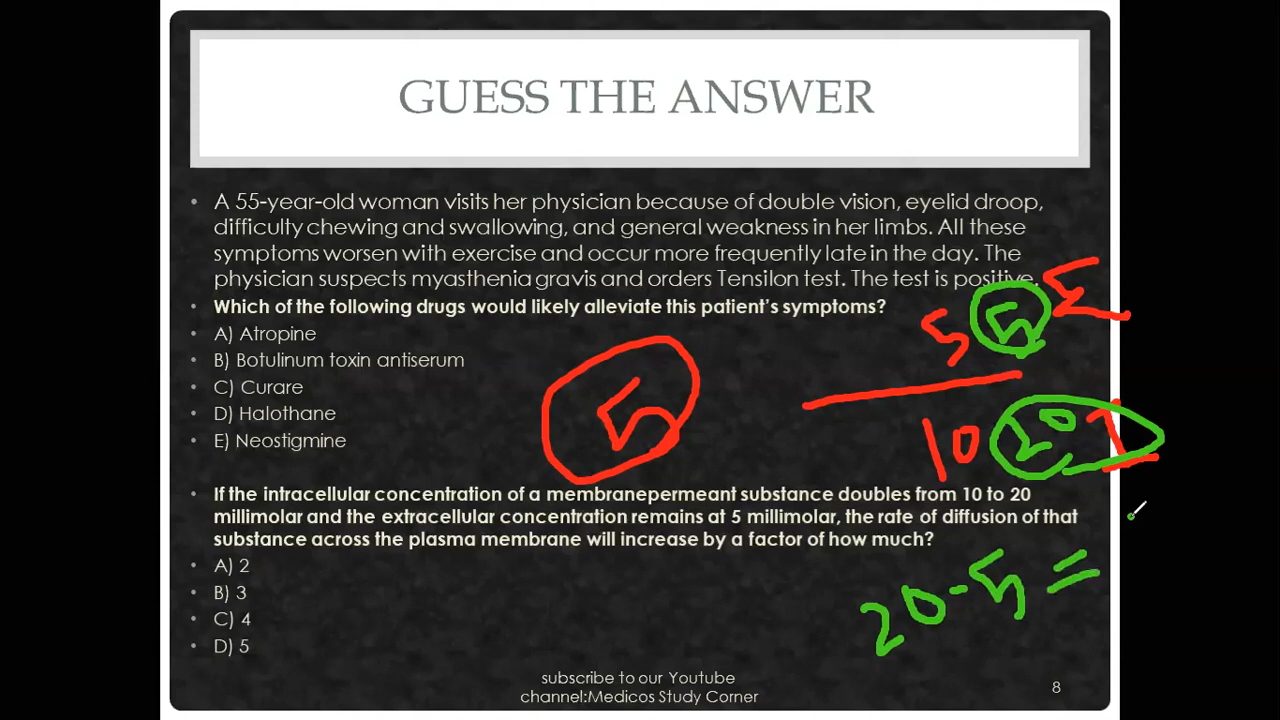 GUESS THE ANSWER
• A 55-year-old woman visits her physician because of double vision, eyelid droop,
difficulty chewing and swallowing, and general weakness in her limbs. All these
symptoms worsen with exercise and occur more frequently late in the day. The
physician suspects myasthenia gravis and orders Tensilon test. The test is positive.
• Which of the following drugs would likely alleviate this patient's symptoms?
• A) Atropine
• B) Botulinum toxin antiserum
• C) Curare
• D) Halothane
• E) Neostigmine
5 5 E
5
10 20 I
• If the intracellular concentration of a membranepermeant substance doubles from 10 to 20
millimolar and the extracellular concentration remains at 5 millimolar, the rate of diffusion of that
substance across the plasma membrane will increase by a factor of how much?
• A) 2
• B) 3
• C) 4
• D) 5
20-5=
subscribe to our Youtube
channel:Medicos Study Corner
8